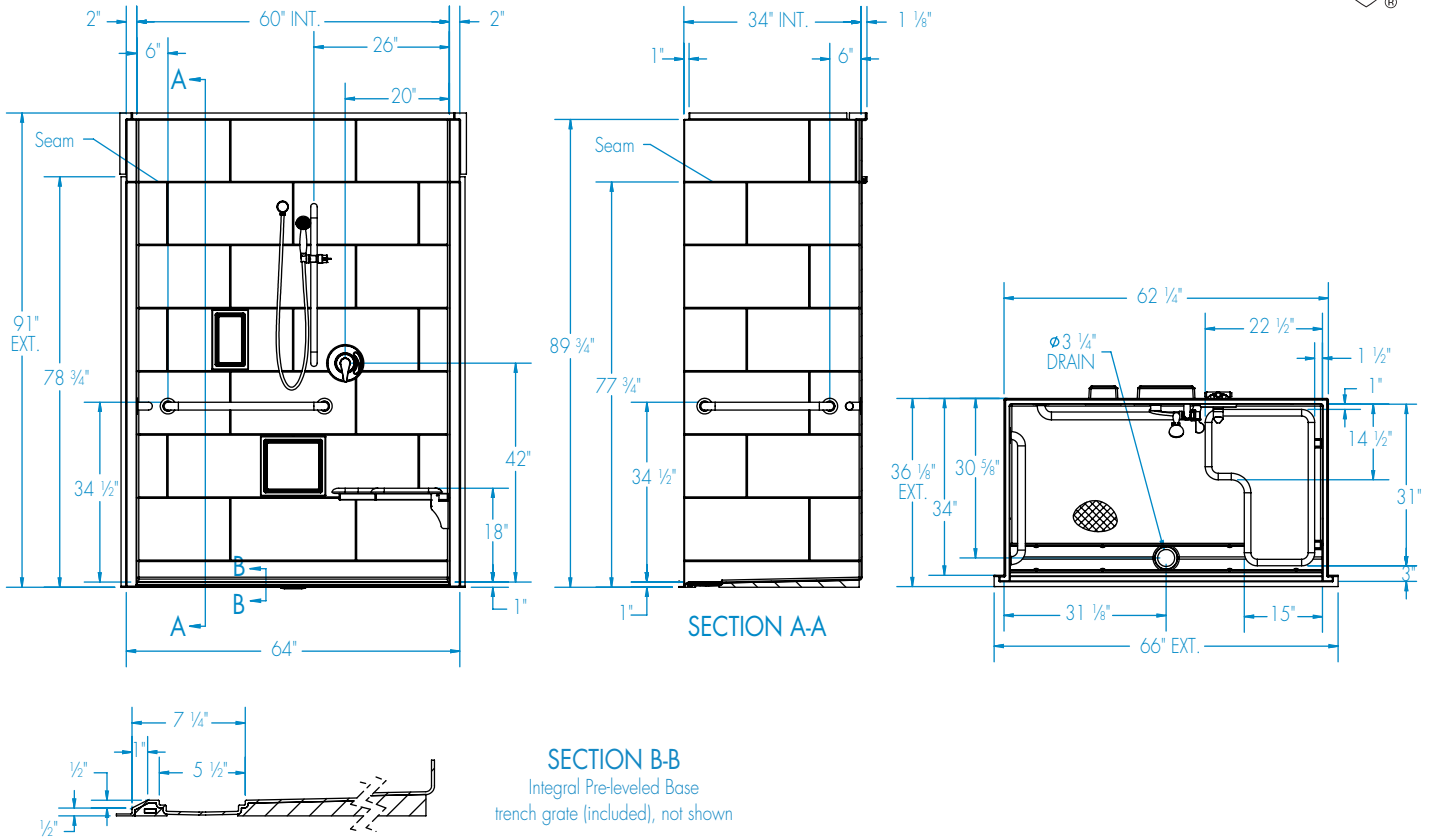 2"
60" INT.
2"
6"
26"
A
20"
Seam
91"
EXT.
78 ¾"
34 ½"
42"
18"
B
B
1"
A
64"
34" INT.
1 ⅛"
1"
6"
Seam
89 ¾"
77 ¾"
34 ½"
1"
SECTION A-A
62 ¼"
22 ½"
ø3 ¼"
DRAIN
1 ½"
1"
14 ½"
36 ⅛"
EXT.
30 ⅝"
34"
31"
3"
31 ⅛"
15"
66" EXT.
7 ¼"
1"
5 ½"
½"
½"
SECTION B-B
Integral Pre-leveled Base
trench grate (included), not shown
®